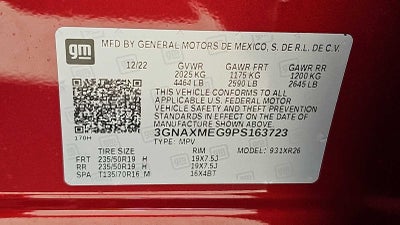 gm
MFD BY GENERAL MOTORS DE MEXICO, S. DE R.L. DE C.V.
12/22 GVWR GAWR FRT GAWR RR
2025 KG 1175 KG 1200 KG
4464 LB 2590 LB 2645 LB
THIS VEHICLE CONFORMS TO ALL
APPLICABLE U.S. FEDERAL MOTOR
VEHICLE SAFETY AND THEFT
PREVENTION STANDARDS IN EFFECT
ON THE DATE OF MANUFACTURE
SHOWN ABOVE.
170H
3GNAXMEG9PS163723
TYPE: MPV MODEL: 931XR26
TIRE SIZE RIM
FRT 235/50R19 H 19X7.5J
RR 235/50R19 H 19X7.5J
SPA T135/70R16 M 16X4BT